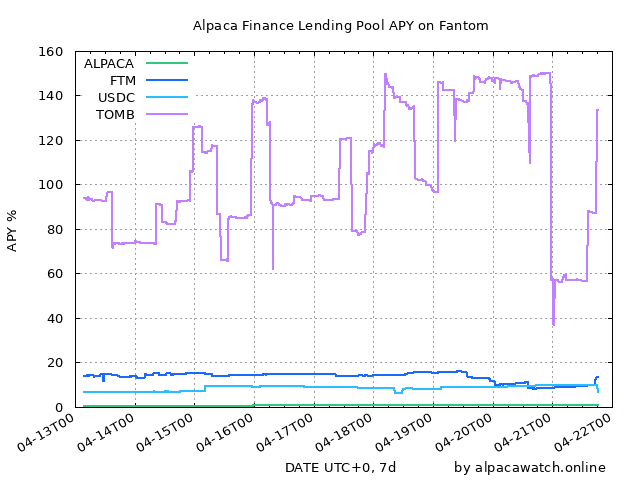 Alpaca Finance Lending Pool APY on Fantom
ALPACA
FTM
USDC
TOMB
APY %
160
140
120
100
80
60
40
20
0
04-13T00
04-14T00
04-15T00
04-16T00
04-17T00
04-18T00
04-19T00
04-20T00
04-21T00
04-22T00
DATE UTC+0, 7d
by alpacawatch.online